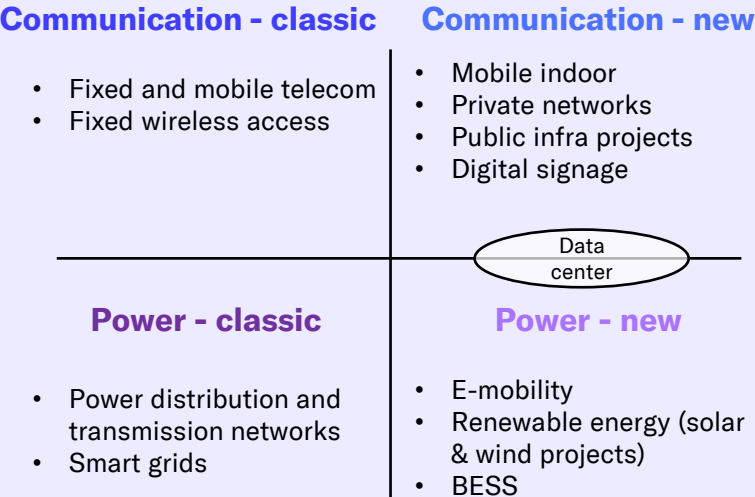 Communication - classic
• Fixed and mobile telecom
• Fixed wireless access
Communication - new
• Mobile indoor
• Private networks
• Public infra projects
• Digital signage
Data
center
Power - classic
• Power distribution and
transmission networks
• Smart grids
Power - new
• E-mobility
• Renewable energy (solar
& wind projects)
• BESS